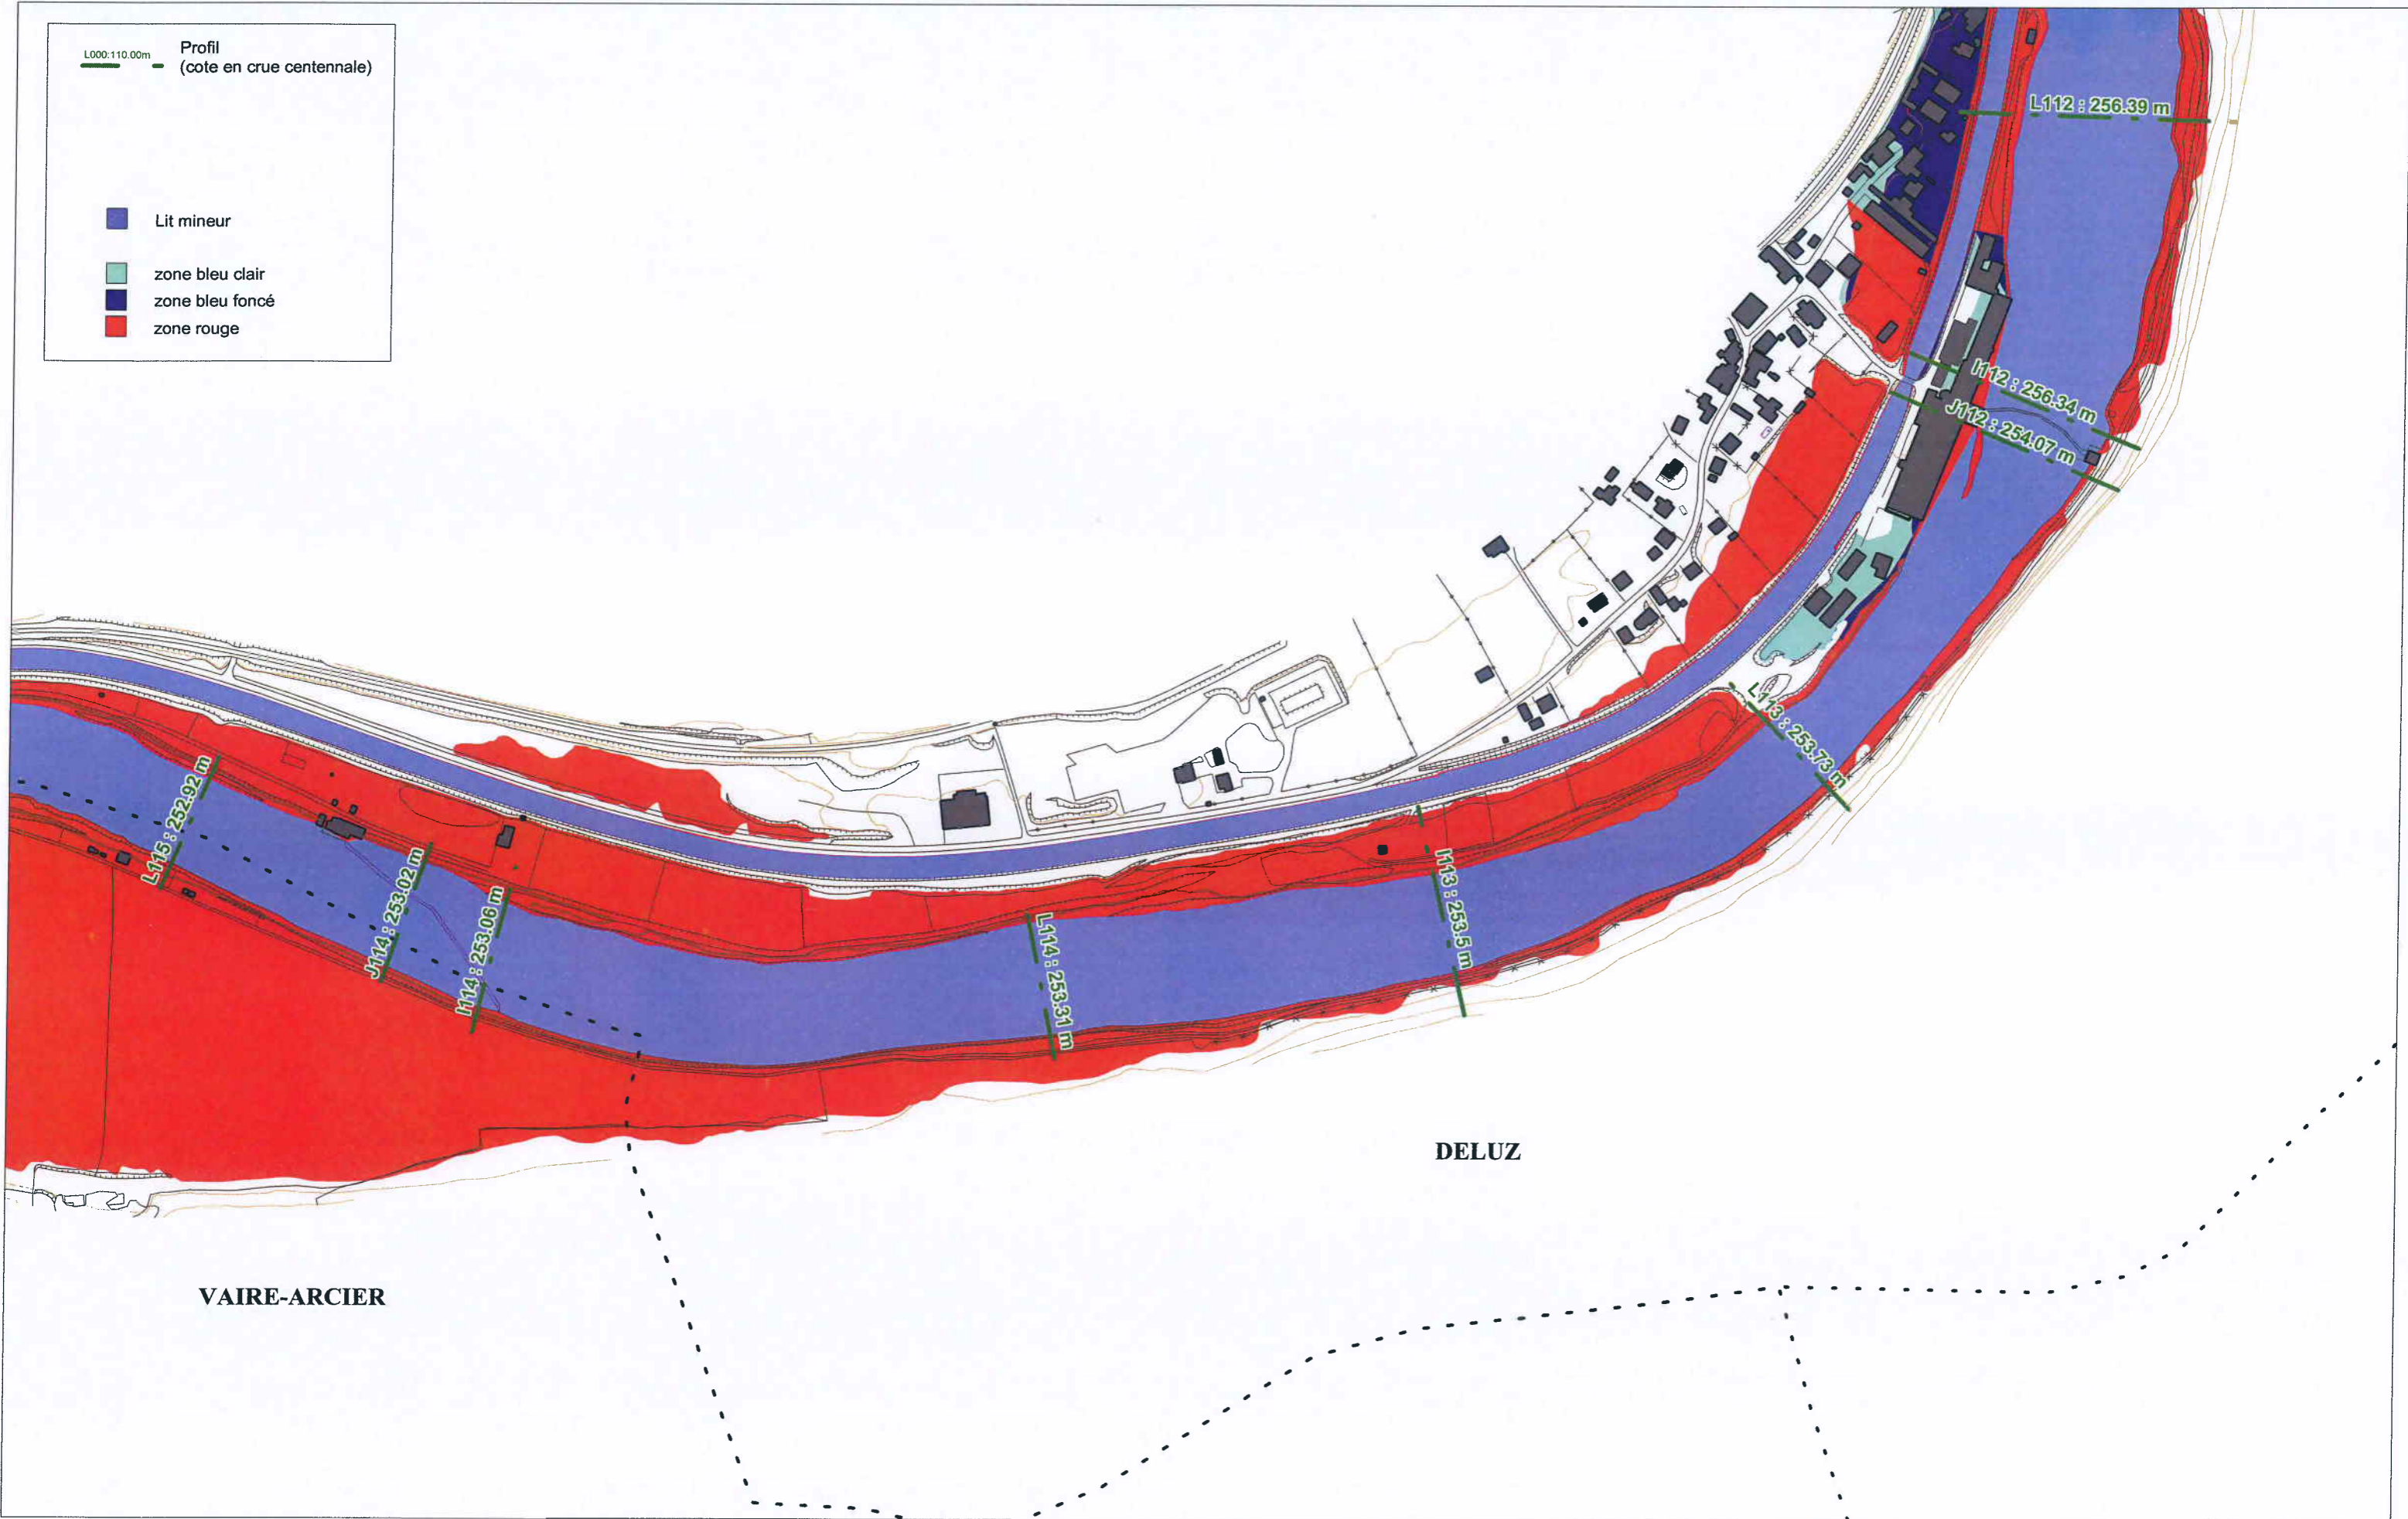 L000:110.00m
Profil
(cote en crue centennale)
Lit mineur
zone bleu clair
zone bleu foncé
zone rouge
L112 : 256.39 m
I112 : 256.34 m
J112 : 254.07 m
L113 : 253.73 m
I113 : 253.5 m
L114 : 253.31 m
I114 : 253.06 m
J114 : 253.02 m
L115 : 252.92 m
DELUZ
VAIRE-ARCIER